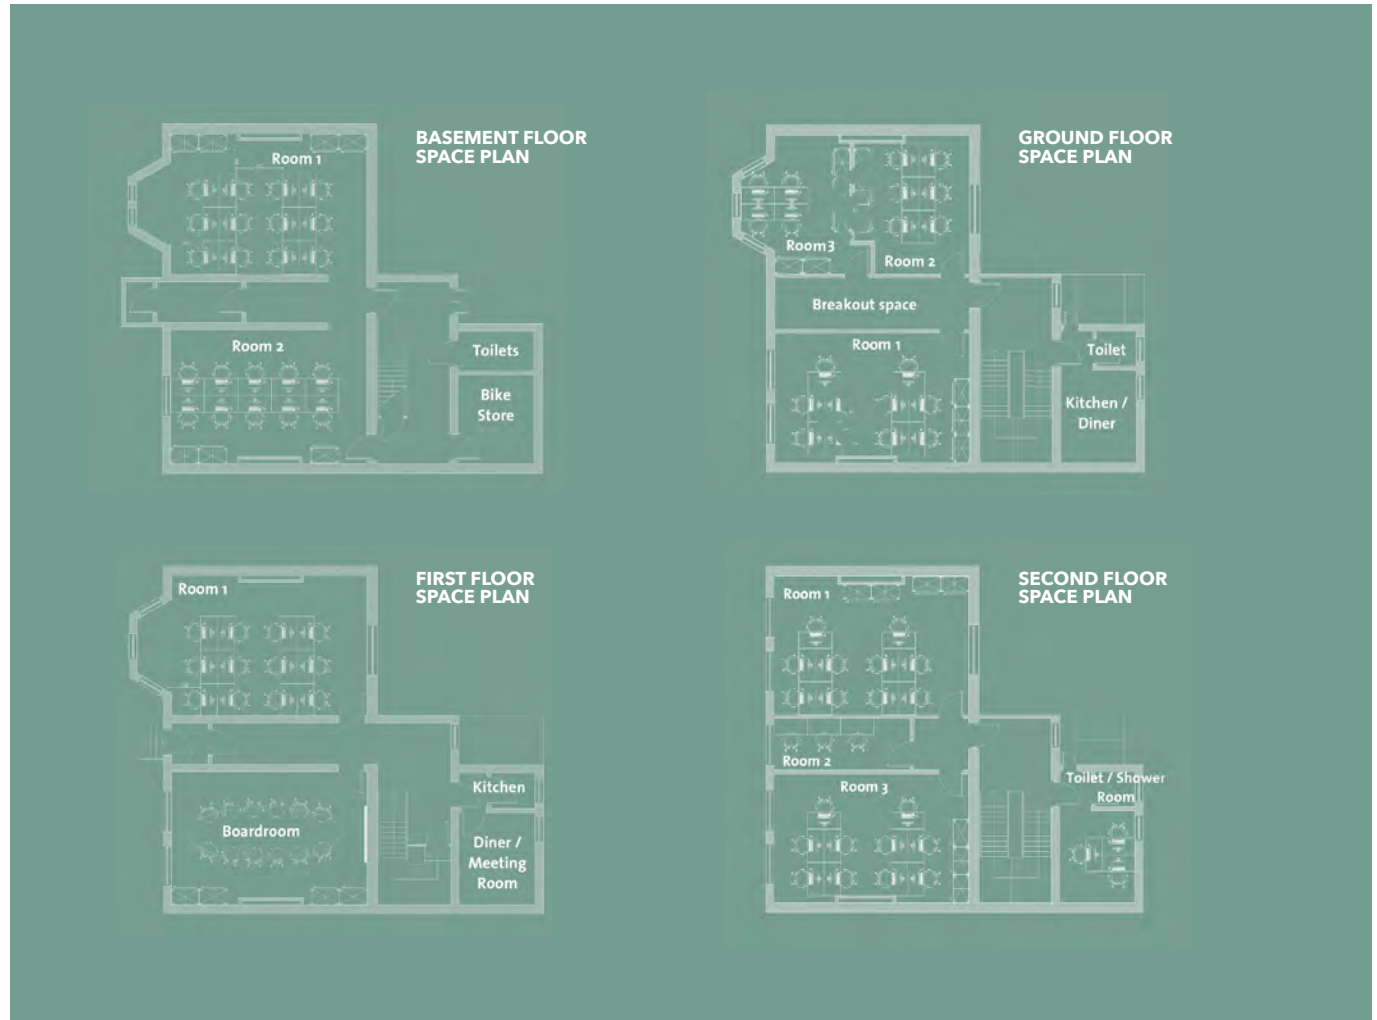 BASEMENT FLOOR
SPACE PLAN
Room 1
Room 2
Toilets
Bike
Store
GROUND FLOOR
SPACE PLAN
Room 3
Room 2
Breakout space
Room 1
Toilet
Kitchen /
Diner
FIRST FLOOR
SPACE PLAN
Room 1
Kitchen
Boardroom
Diner /
Meeting
Room
SECOND FLOOR
SPACE PLAN
Room 1
Room 2
Toilet / Shower
Room
Room 3